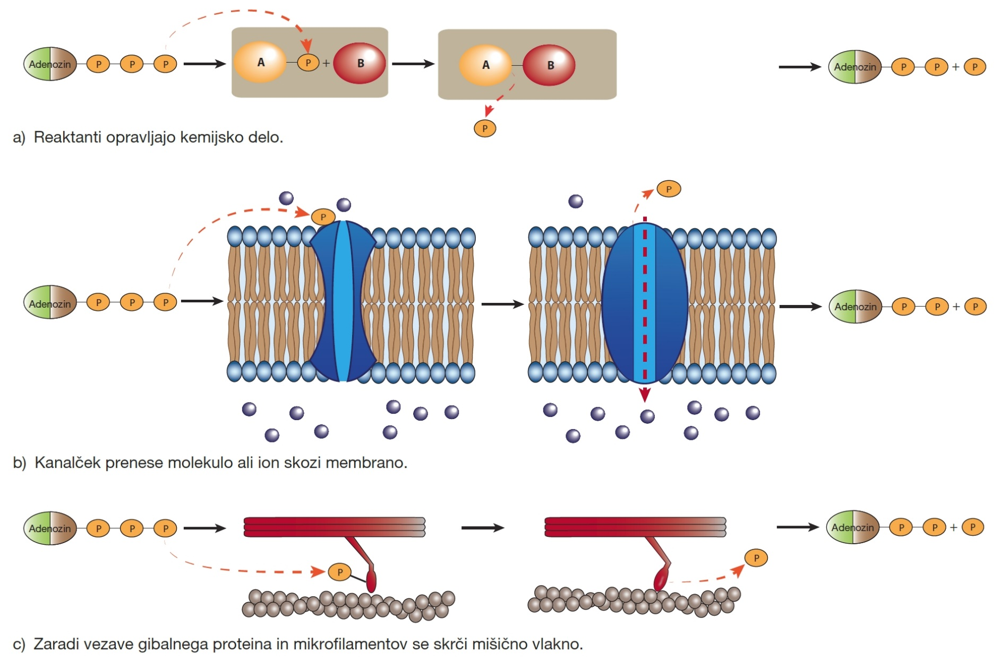 Adenozin P P P A P + B A B P Adenozin P P + P
a) Reaktanti opravljajo kemijsko delo.
Adenozin P P P P P Adenozin P P + P
b) Kanalček prenese molekulo ali ion skozi membrano.
Adenozin P P P P P Adenozin P P + P
c) Zaradi vezave gibalnega proteina in mikrofilamentov se skrči mišično vlakno.